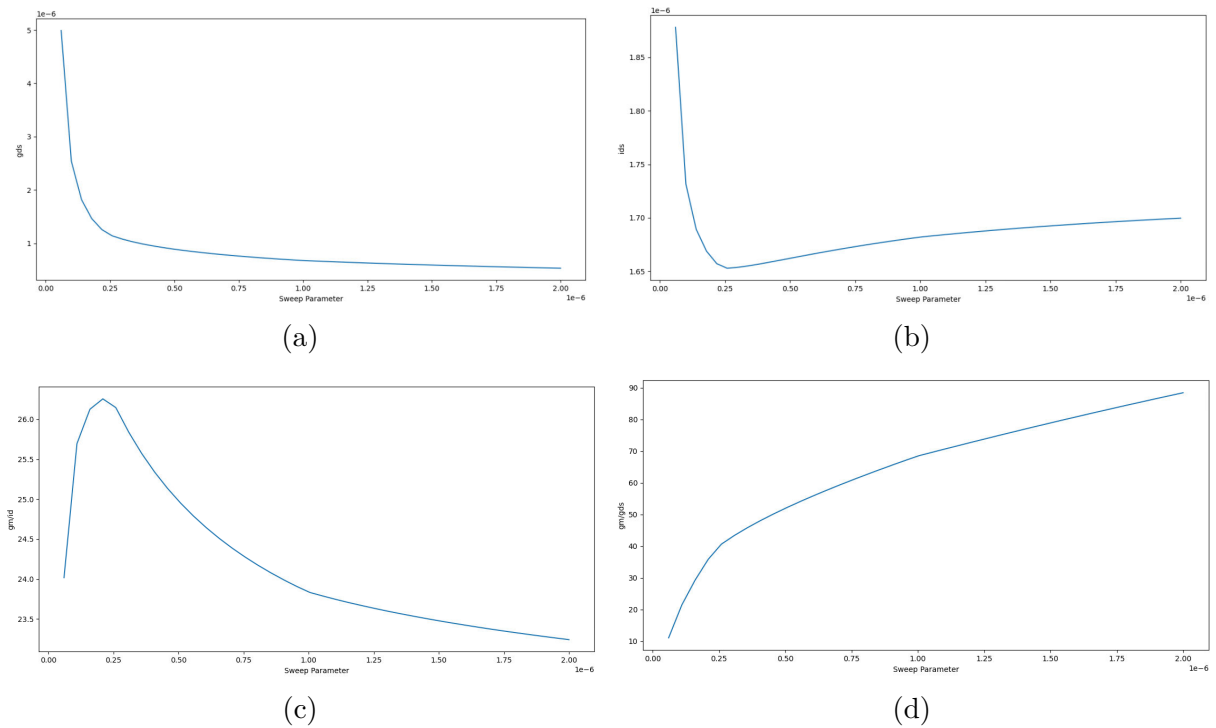 1e−6
5
4
3
2
1
gds
0.00 0.25 0.50 0.75 1.00 1.25 1.50 1.75 2.00
Sweep Parameter
1e−6
(a)
1e−6
1.85
1.80
1.75
1.70
1.65
ids
0.00 0.25 0.50 0.75 1.00 1.25 1.50 1.75 2.00
Sweep Parameter
1e−6
(b)
26.0
25.5
25.0
24.5
24.0
23.5
gm/id
0.00 0.25 0.50 0.75 1.00 1.25 1.50 1.75 2.00
Sweep Parameter
1e−6
(c)
90
80
70
60
50
40
30
20
10
gm/gds
0.00 0.25 0.50 0.75 1.00 1.25 1.50 1.75 2.00
Sweep Parameter
1e−6
(d)